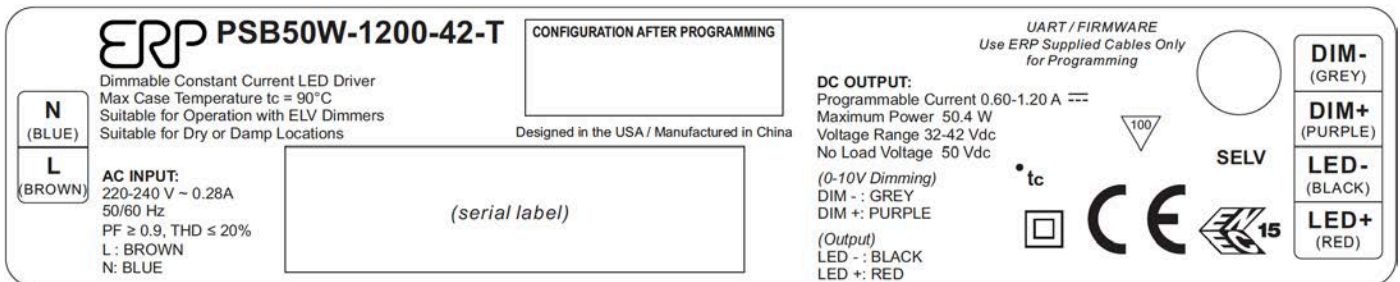 N
(BLUE)
L
(BROWN)
ERP PSB50W-1200-42-T
Dimmable Constant Current LED Driver
Max Case Temperature tc = 90°C
Suitable for Operation with ELV Dimmers
Suitable for Dry or Damp Locations
AC INPUT:
220-240 V ~ 0.28A
50/60 Hz
PF ≥ 0.9, THD ≤ 20%
L : BROWN
N: BLUE
CONFIGURATION AFTER PROGRAMMING
Designed in the USA / Manufactured in China
(serial label)
DC OUTPUT:
Programmable Current 0.60-1.20 A
Maximum Power 50.4 W
Voltage Range 32-42 Vdc
No Load Voltage 50 Vdc
(0-10V Dimming)
DIM - : GREY
DIM +: PURPLE
(Output)
LED - : BLACK
LED +: RED
UART / FIRMWARE
Use ERP Supplied Cables Only
for Programming
100
SELV
tc
CE
ENEC 15
DIM-
(GREY)
DIM+
(PURPLE)
LED-
(BLACK)
LED+
(RED)